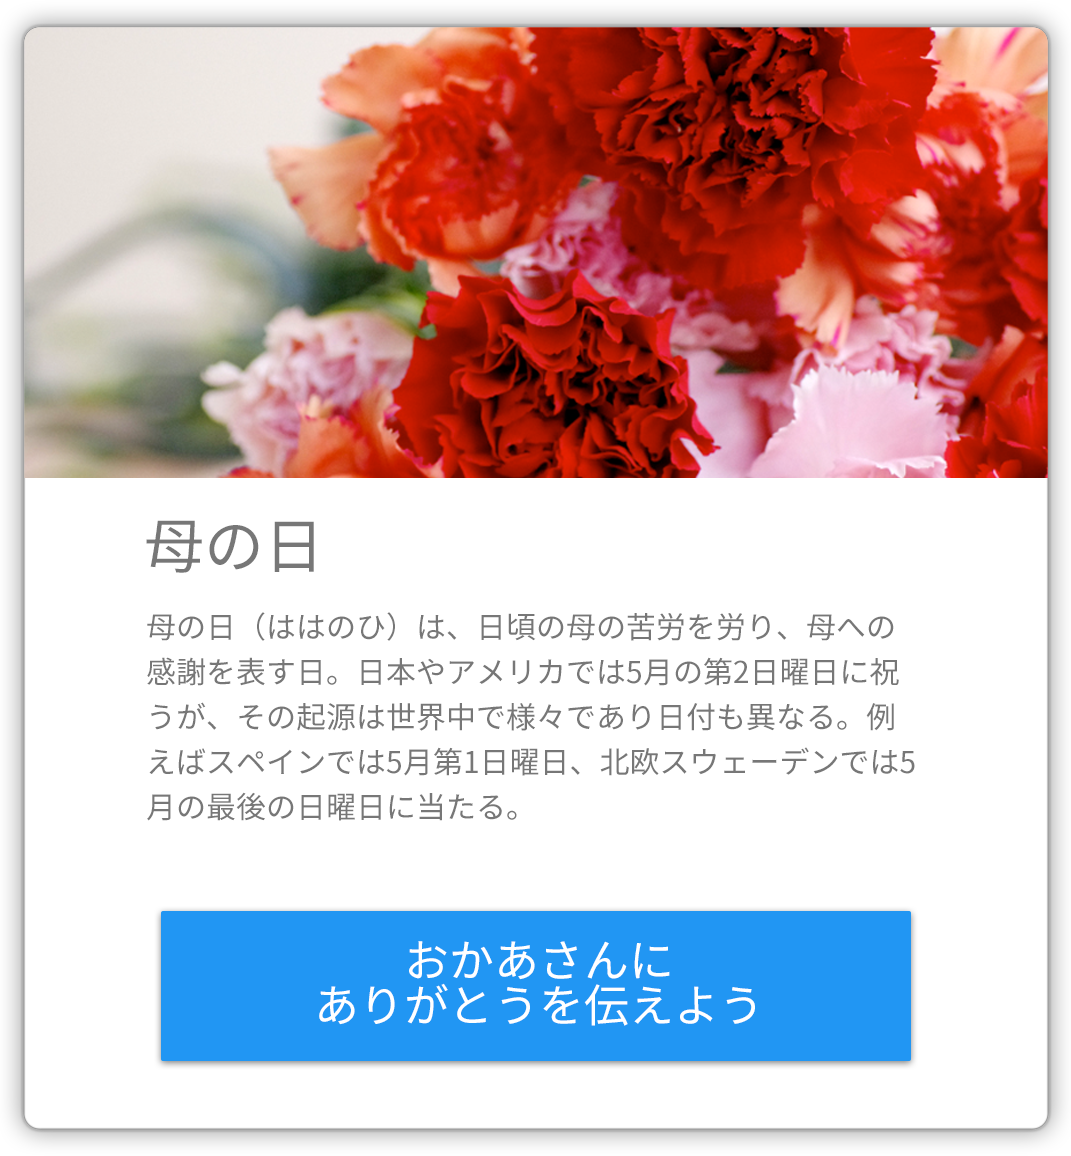 母の日
母の日（ははのひ）は、日頃の母の苦労を労り、母への
感謝を表す日。日本やアメリカでは5月の第2日曜日に祝
うが、その起源は世界中で様々であり日付も異なる。例
えばスペインでは5月第1日曜日、北欧スウェーデンでは5
月の最後の日曜日に当たる。
おかあさんに
ありがとうを伝えよう